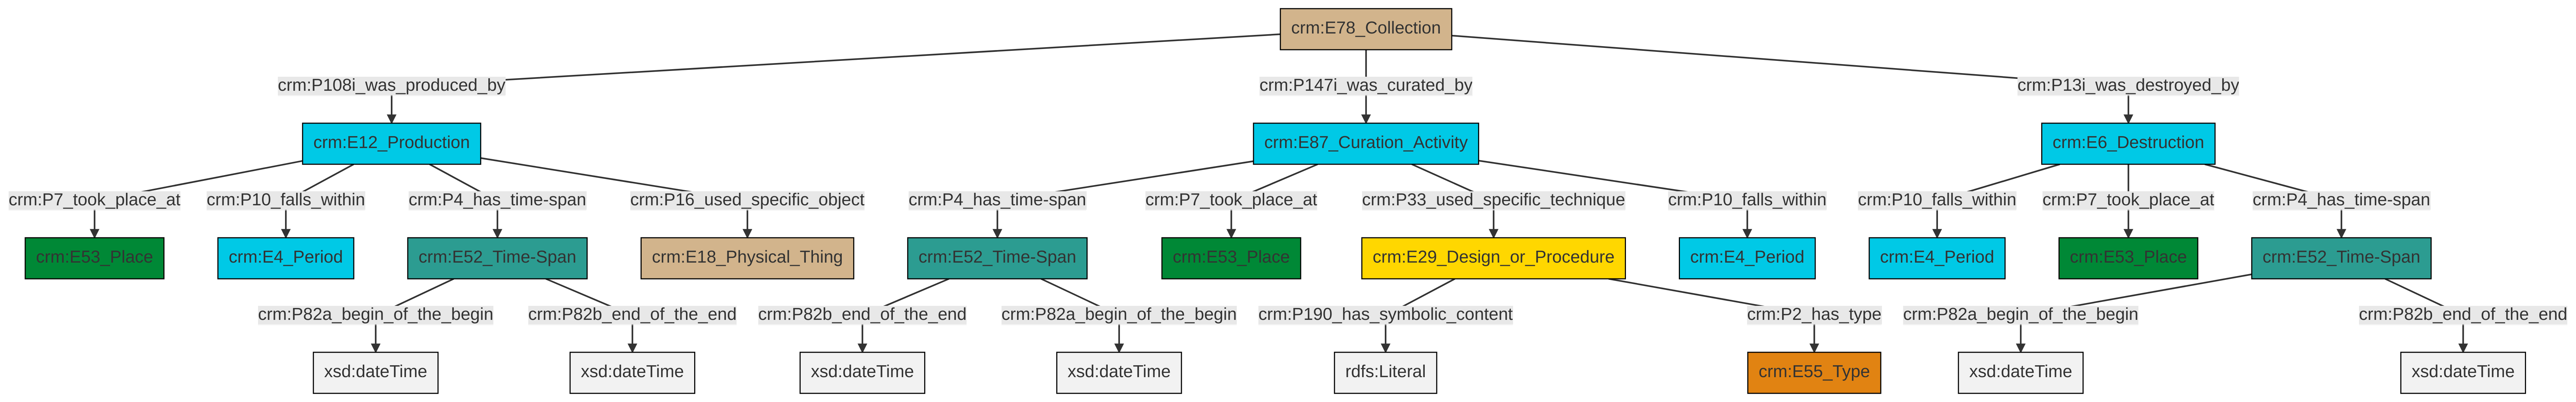 crm:E78_Collection
crm:P108i_was_produced_by
crm:P147i_was_curated_by
crm:P13i_was_destroyed_by
crm:E12_Production
crm:E87_Curation_Activity
crm:E6_Destruction
crm:P7_took_place_at
crm:P10_falls_within
crm:P4_has_time-span
crm:P16_used_specific_object
crm:P4_has_time-span
crm:P7_took_place_at
crm:P33_used_specific_technique
crm:P10_falls_within
crm:P10_falls_within
crm:P7_took_place_at
crm:P4_has_time-span
crm:E53_Place
crm:E4_Period
crm:E52_Time-Span
crm:E18_Physical_Thing
crm:E52_Time-Span
crm:E53_Place
crm:E29_Design_or_Procedure
crm:E4_Period
crm:E4_Period
crm:E53_Place
crm:E52_Time-Span
crm:P82a_begin_of_the_begin
crm:P82b_end_of_the_end
crm:P82b_end_of_the_end
crm:P82a_begin_of_the_begin
crm:P190_has_symbolic_content
crm:P2_has_type
crm:P82a_begin_of_the_begin
crm:P82b_end_of_the_end
xsd:dateTime
xsd:dateTime
xsd:dateTime
xsd:dateTime
rdfs:Literal
crm:E55_Type
xsd:dateTime
xsd:dateTime